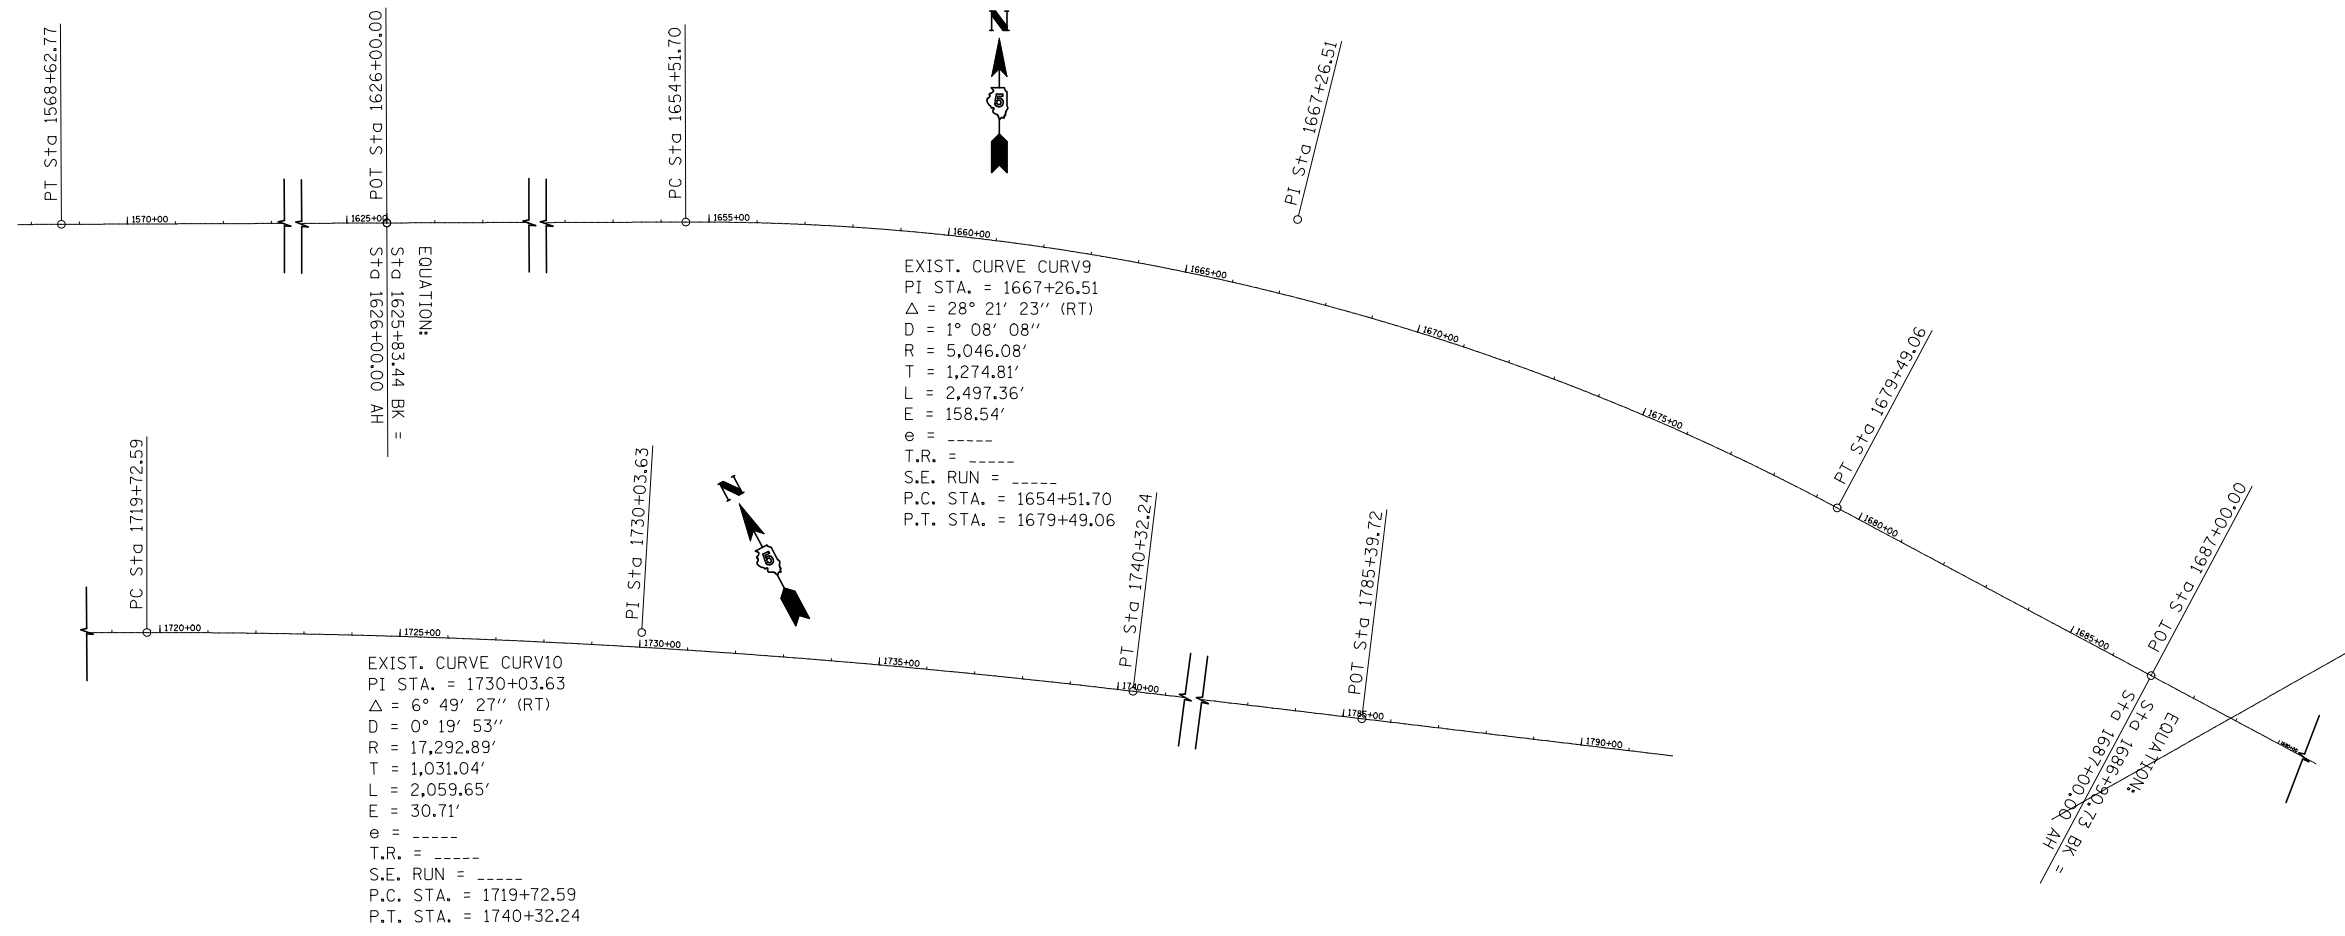 PT Sta 1568+62.77
POT Sta 1629+00.00
PC Sta 1654+51.70
N
5
PI Sta 1667+26.51
1570+00
1625+00
1655+00
1660+00
1665+00
1670+00
1675+00
1680+00
1685+00
EQUATION:
Sta 1625+83.44 BK =
Sta 1626+00.00 AH
EXIST. CURVE CURV9
PI STA. = 1667+26.51
Δ = 28° 21' 23'' (RT)
D = 1° 08' 08''
R = 5,046.08'
T = 1,274.81'
L = 2,497.36'
E = 158.54'
e = _____
T.R. = _____
S.E. RUN = _____
P.C. STA. = 1654+51.70
P.T. STA. = 1679+49.06
PT Sta 1679+49.06
POT Sta 1687+00.00
EQUATION:
Sta 1686+90.73 BK =
Sta 1687+00.00 AH
PC Sta 1719+72.59
PI Sta 1730+03.63
N
5
PT Sta 1740+32.24
POT Sta 1785+39.72
1720+00
1725+00
1730+00
1735+00
1740+00
1785+00
1790+00
EXIST. CURVE CURV10
PI STA. = 1730+03.63
Δ = 6° 49' 27'' (RT)
D = 0° 19' 53''
R = 17,292.89'
T = 1,031.04'
L = 2,059.65'
E = 30.71'
e = _____
T.R. = _____
S.E. RUN = _____
P.C. STA. = 1719+72.59
P.T. STA. = 1740+32.24